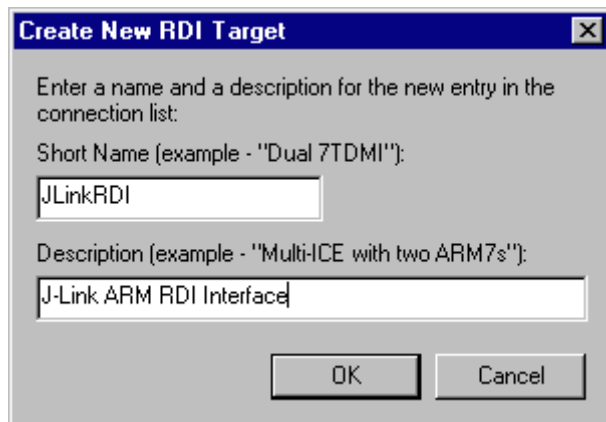 Create New RDI Target
Enter a name and a description for the new entry in the
connection list:
Short Name (example - "Dual 7TDMI"):
JLinkRDI
Description (example - "Multi-ICE with two ARM7s"):
J-Link ARM RDI Interface
OK
Cancel